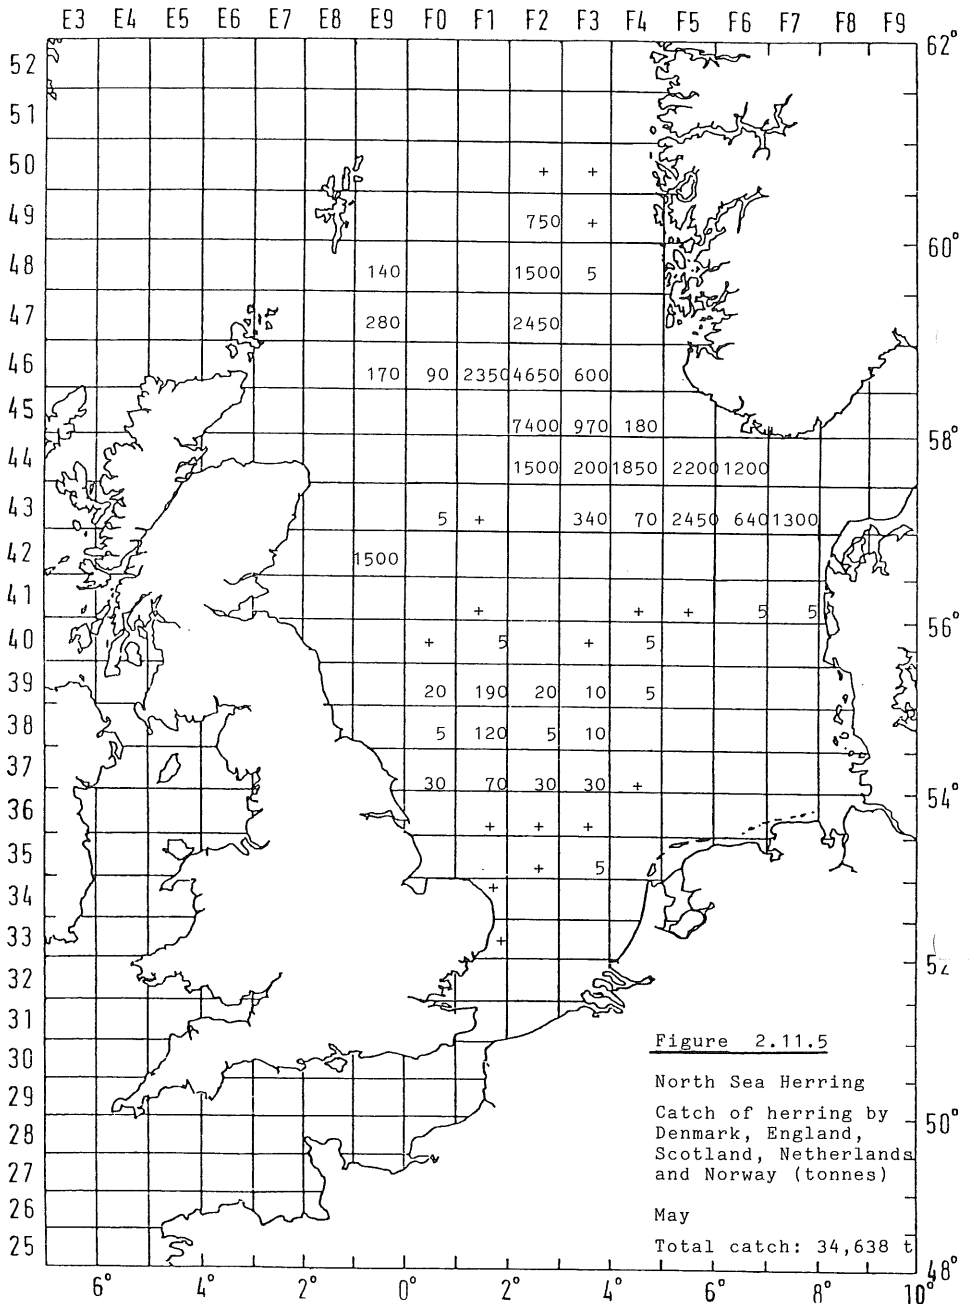 E3 E4 E5 E6 E7 E8 E9 F0 F1 F2 F3 F4 F5 F6 F7 F8 F9
62°
52
51
50 + +
49 750 +
60°
48 140 1500 5
47 280 2450
46 170 90 2350 4650 600
45 7400 970 180
58°
44 1500 200 1850 2200 1200
43 5 + 340 70 2450 640 1300
42 1500
41 + + + 5 5
56°
40 + 5 + 5
39 20 190 20 10 5
38 5 120 5 10
37 30 70 30 30 +
54°
36 + + +
35 + 5
34 +
33 +
52°
32
31
30
29
50°
28
27
26
25
48°
6° 4° 2° 0° 2° 4° 6° 8° 10°
Figure 2.11.5
North Sea Herring
Catch of herring by
Denmark, England,
Scotland, Netherlands
and Norway (tonnes)
May
Total catch: 34,638 t